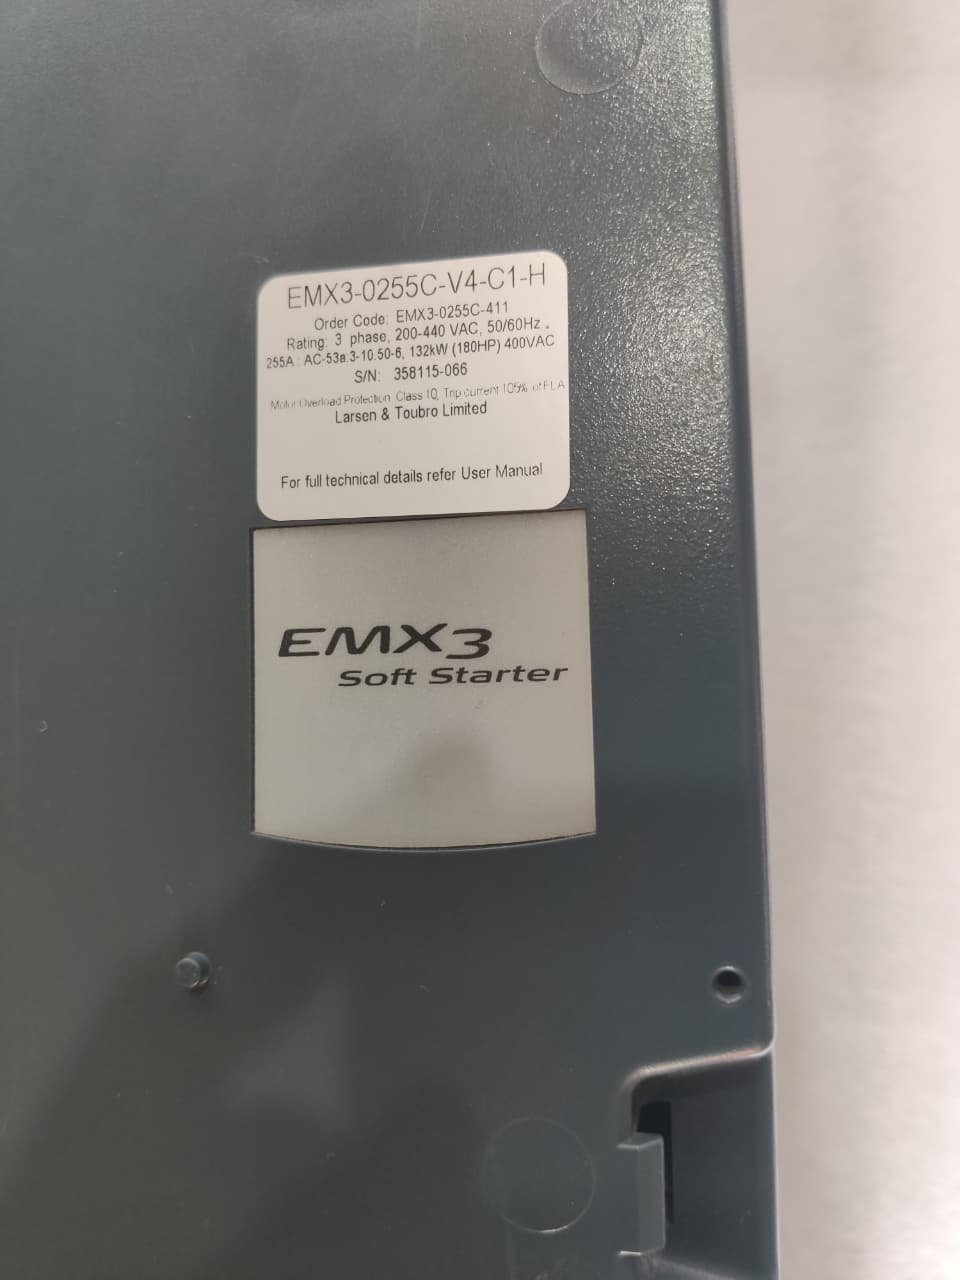 EMX3-0255C-V4-C1-H
Order Code: EMX3-0255C-411
Rating: 3 phase, 200-440 VAC, 50/60Hz.
255A: AC-53a:3-10.50-6, 132kW (180HP) 400VAC
S/N: 358115-066
Motor Overload Protection: Class 10, Trip current 105% of FLA
Larsen & Toubro Limited
For full technical details refer User Manual
EMX3
Soft Starter